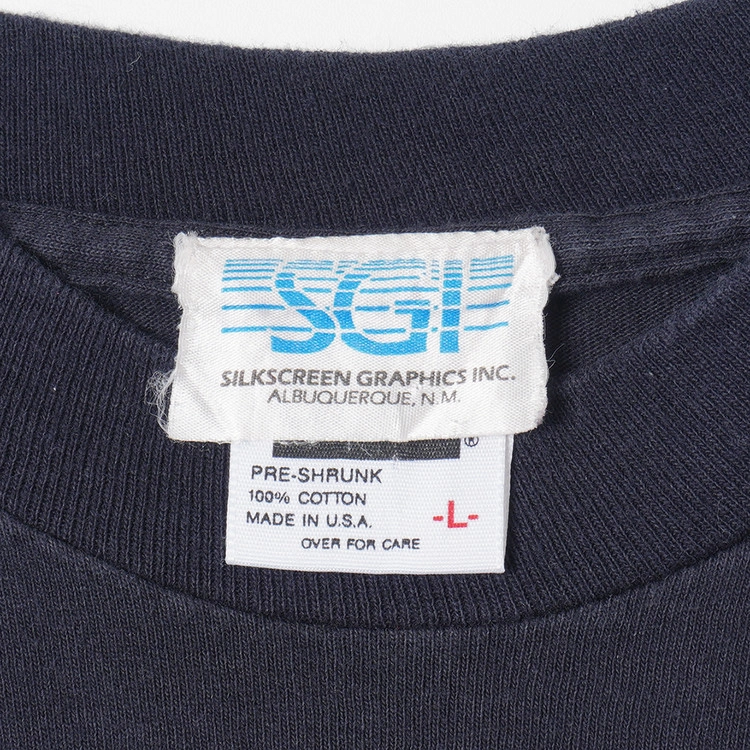 SGI
SILKSCREEN GRAPHICS INC.
ALBUQUERQUE, N.M.
®
PRE-SHRUNK
100% COTTON
MADE IN U.S.A.
-L-
OVER FOR CARE